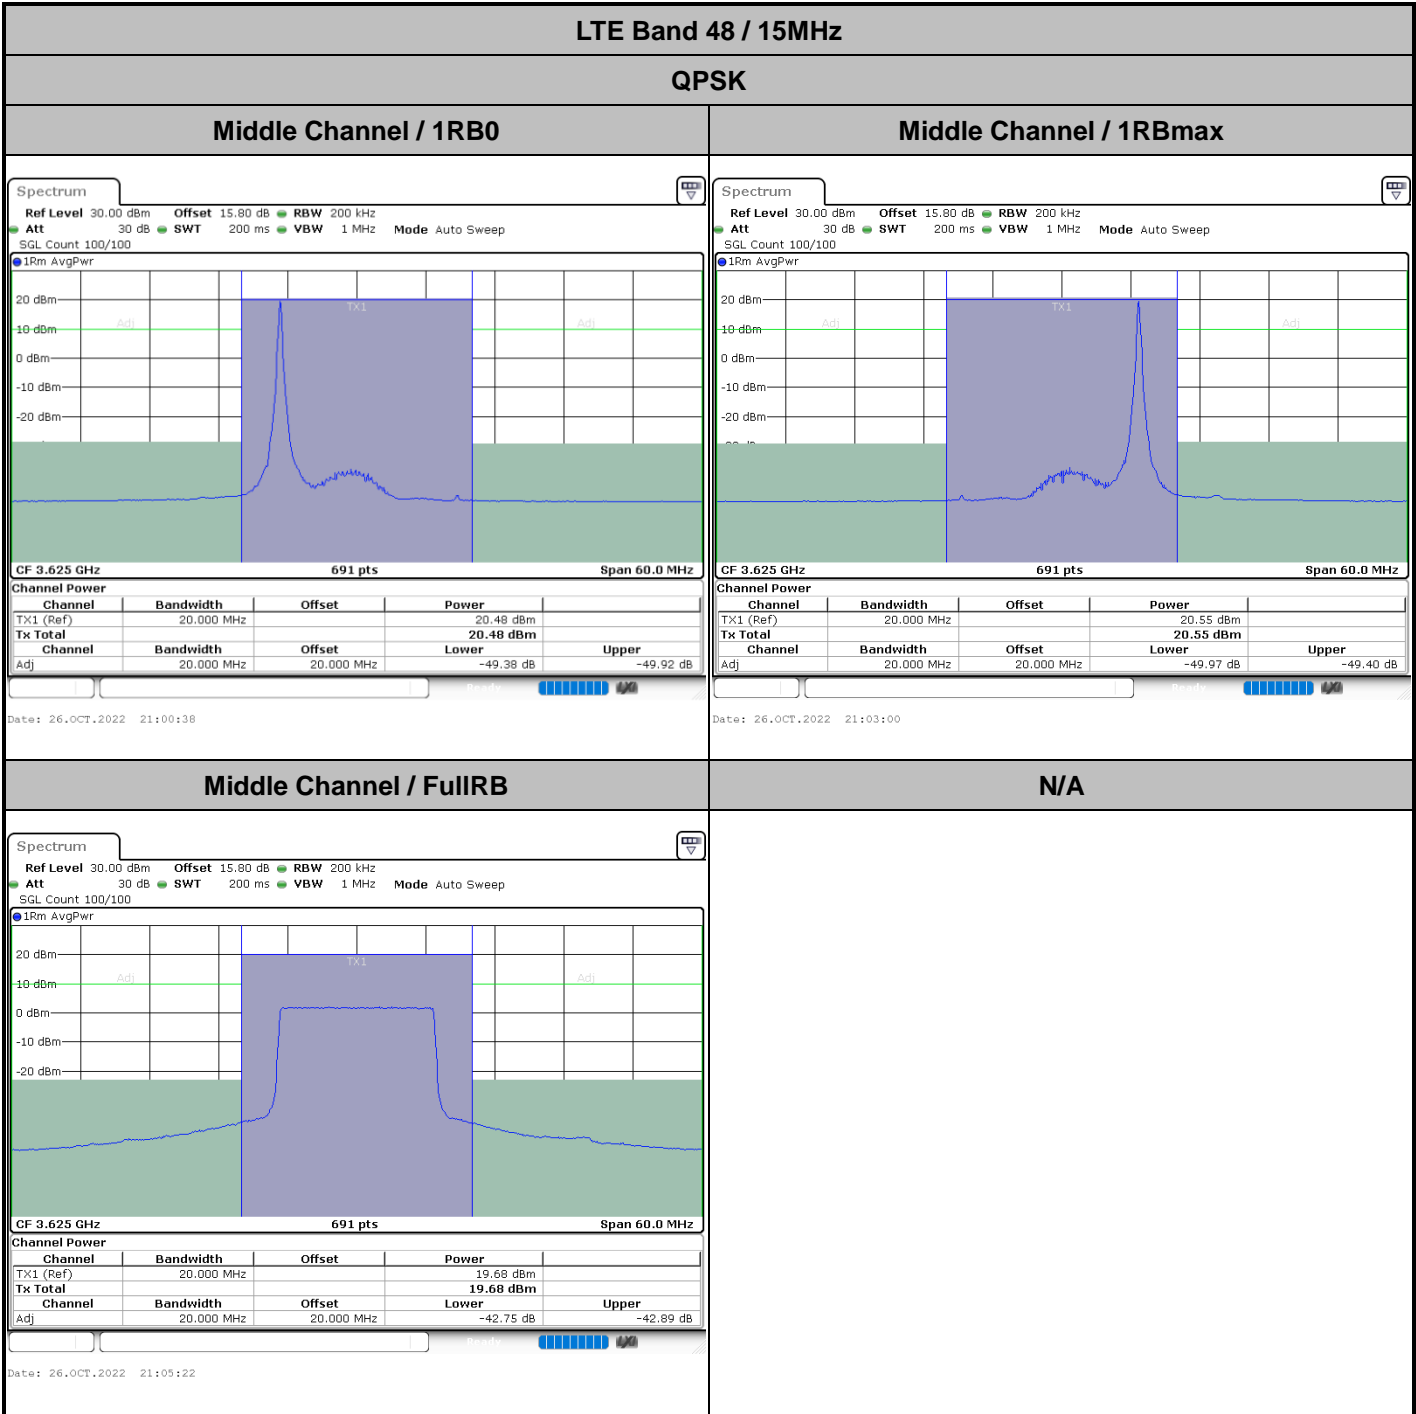 LTE Band 48 / 15MHz
QPSK
Middle Channel / 1RB0
Middle Channel / 1RBmax
Spectrum
Ref Level 30.00 dBm Offset 15.80 dB RBW 200 kHz
Att 30 dB SWT 200 ms VBW 1 MHz Mode Auto Sweep
SGL Count 100/100
1Rm AvgPwr
TX1
Adj Adj
20 dBm
10 dBm
0 dBm
-10 dBm
-20 dBm
CF 3.625 GHz 691 pts Span 60.0 MHz
Channel Power
Channel Bandwidth Offset Power
TX1 (Ref) 20.000 MHz 20.48 dBm
Tx Total 20.48 dBm
Channel Bandwidth Offset Lower Upper
Adj 20.000 MHz 20.000 MHz -49.38 dB -49.92 dB
Ready
Date: 26.OCT.2022 21:00:38
Spectrum
Ref Level 30.00 dBm Offset 15.80 dB RBW 200 kHz
Att 30 dB SWT 200 ms VBW 1 MHz Mode Auto Sweep
SGL Count 100/100
1Rm AvgPwr
TX1
Adj Adj
20 dBm
10 dBm
0 dBm
-10 dBm
-20 dBm
CF 3.625 GHz 691 pts Span 60.0 MHz
Channel Power
Channel Bandwidth Offset Power
TX1 (Ref) 20.000 MHz 20.55 dBm
Tx Total 20.55 dBm
Channel Bandwidth Offset Lower Upper
Adj 20.000 MHz 20.000 MHz -49.97 dB -49.40 dB
Ready
Date: 26.OCT.2022 21:03:00
Middle Channel / FullRB
N/A
Spectrum
Ref Level 30.00 dBm Offset 15.80 dB RBW 200 kHz
Att 30 dB SWT 200 ms VBW 1 MHz Mode Auto Sweep
SGL Count 100/100
1Rm AvgPwr
TX1
Adj Adj
20 dBm
10 dBm
0 dBm
-10 dBm
-20 dBm
CF 3.625 GHz 691 pts Span 60.0 MHz
Channel Power
Channel Bandwidth Offset Power
TX1 (Ref) 20.000 MHz 19.68 dBm
Tx Total 19.68 dBm
Channel Bandwidth Offset Lower Upper
Adj 20.000 MHz 20.000 MHz -42.75 dB -42.89 dB
Ready
Date: 26.OCT.2022 21:05:22